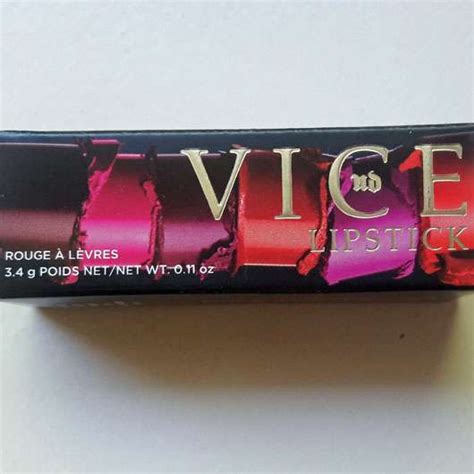 VICE
ud
LIPSTICK
ROUGE À LÈVRES
3.4 g POIDS NET/NET WT. 0.11 oz